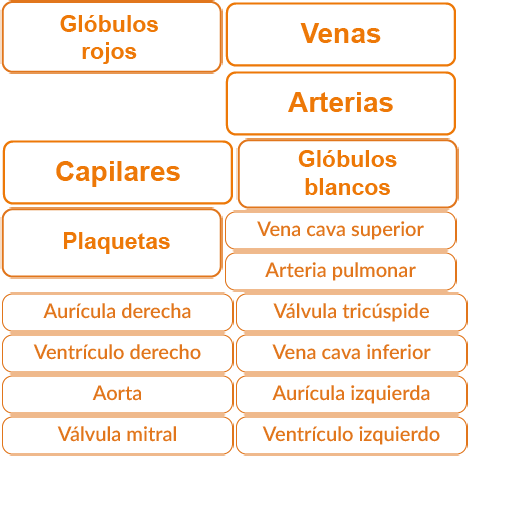 Glóbulos
rojos
Venas
Arterias
Capilares
Glóbulos
blancos
Plaquetas
Vena cava superior
Arteria pulmonar
Aurícula derecha
Válvula tricúspide
Ventrículo derecho
Vena cava inferior
Aorta
Aurícula izquierda
Válvula mitral
Ventrículo izquierdo